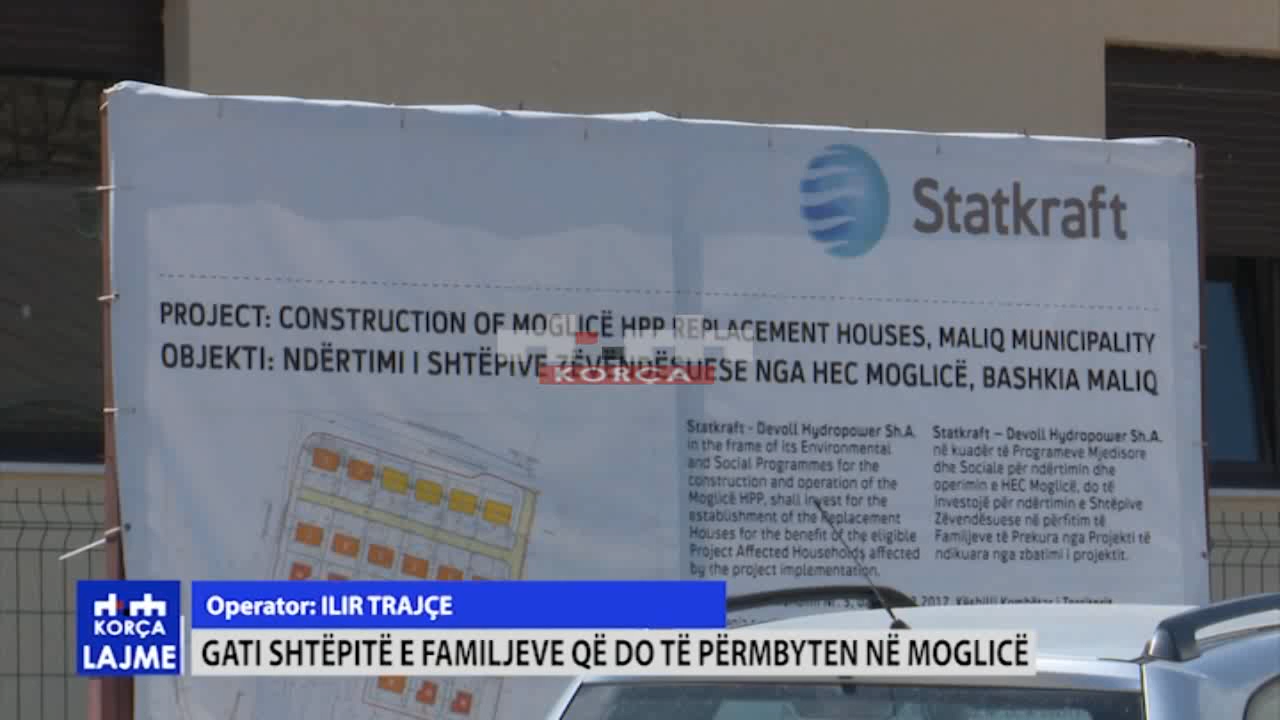 Statkraft
PROJECT: CONSTRUCTION OF MOGLICË HPP REPLACEMENT HOUSES, MALIQ MUNICIPALITY
OBJEKTI: NDËRTIMI I SHTËPIVE ZËVENDËSUESE NGA HEC MOGLICË, BASHKIA MALIQ
KORÇA
Statkraft - Devoll Hydropower Sh.A.
in the frame of its Environmental
and Social Programmes for the
construction and operation of the
Moglicë HPP, shall invest for the
establishment of the Replacement
Houses for the benefit of the eligible
Project Affected Households affected
by the project implementation.
Statkraft – Devoll Hydropower Sh.A.
në kuadër të Programeve Mjedisore
dhe Sociale për ndërtimin dhe
operimin e HEC Moglicë, do të
investojë për ndërtimin e Shtëpive
Zëvendësuese në përfitim të
Familjeve të Prekura nga Projekti të
ndikuara nga zbatimi i projektit.
KORÇA
LAJME
Operator: ILIR TRAJÇE
GATI SHTËPITË E FAMILJEVE QË DO TË PËRMBYTEN NË MOGLICË